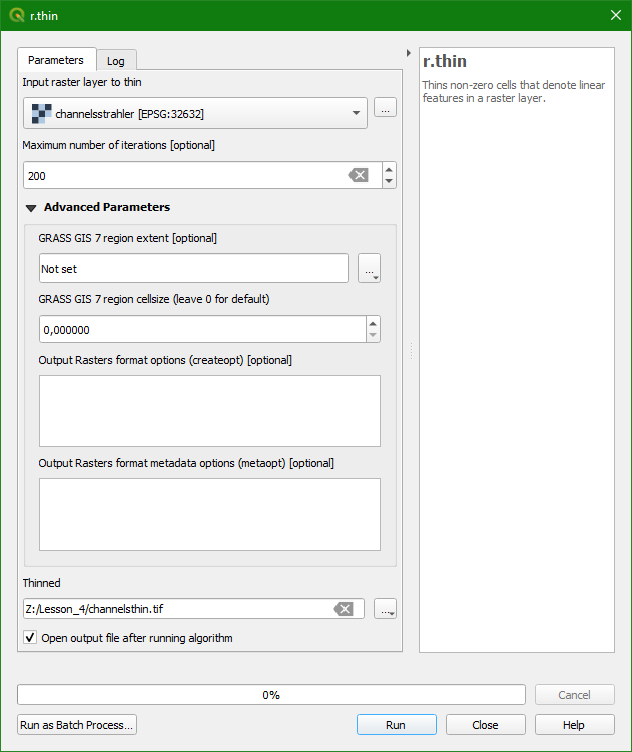 r.thin
Parameters
Log
Input raster layer to thin
channelsstrahler [EPSG:32632]
...
Maximum number of iterations [optional]
200
Advanced Parameters
GRASS GIS 7 region extent [optional]
Not set
...
GRASS GIS 7 region cellsize (leave 0 for default)
0,000000
Output Rasters format options (createopt) [optional]
Output Rasters format metadata options (metaopt) [optional]
Thinned
Z:/Lesson_4/channelsthin.tif
...
Open output file after running algorithm
r.thin
Thins non-zero cells that denote linear
features in a raster layer.
0%
Cancel
Run as Batch Process...
Run
Close
Help